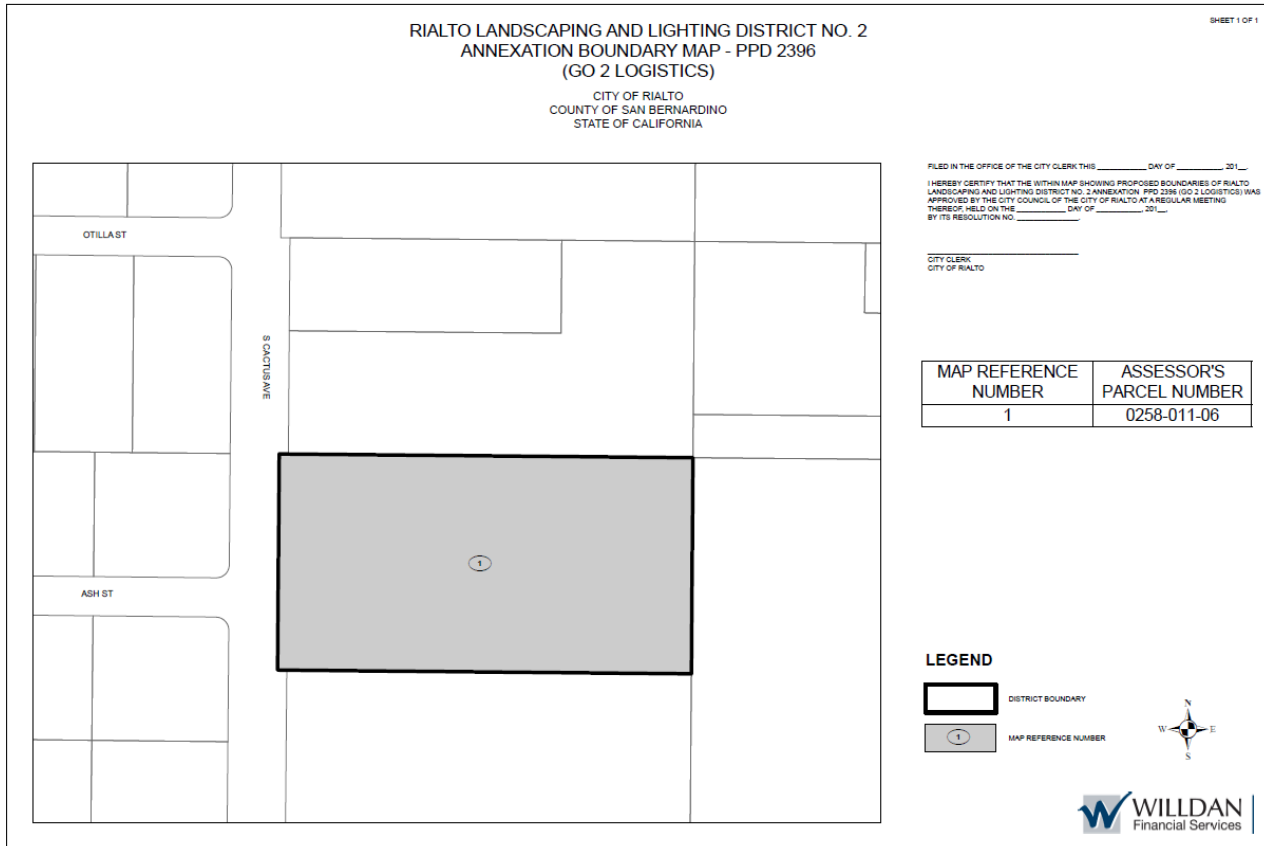 SHEET 1 OF 1
RIALTO LANDSCAPING AND LIGHTING DISTRICT NO. 2
ANNEXATION BOUNDARY MAP - PPD 2396
(GO 2 LOGISTICS)
CITY OF RIALTO
COUNTY OF SAN BERNARDINO
STATE OF CALIFORNIA
OTILLA ST
S CACTUS AVE
1
ASH ST
FILED IN THE OFFICE OF THE CITY CLERK THIS __________ DAY OF _________, 201__.
I HEREBY CERTIFY THAT THE WITHIN MAP SHOWING PROPOSED BOUNDARIES OF RIALTO
LANDSCAPING AND LIGHTING DISTRICT NO. 2 ANNEXATION PPD 2396 (GO 2 LOGISTICS) WAS
APPROVED BY THE CITY COUNCIL OF THE CITY OF RIALTO AT A REGULAR MEETING
THEREOF, HELD ON THE __________ DAY OF _________, 201__,
BY ITS RESOLUTION NO. ____________.
CITY CLERK
CITY OF RIALTO
MAP REFERENCE ASSESSOR'S
NUMBER PARCEL NUMBER
1 0258-011-06
LEGEND
DISTRICT BOUNDARY
1 MAP REFERENCE NUMBER
N
W E
S
WILLDAN
Financial Services